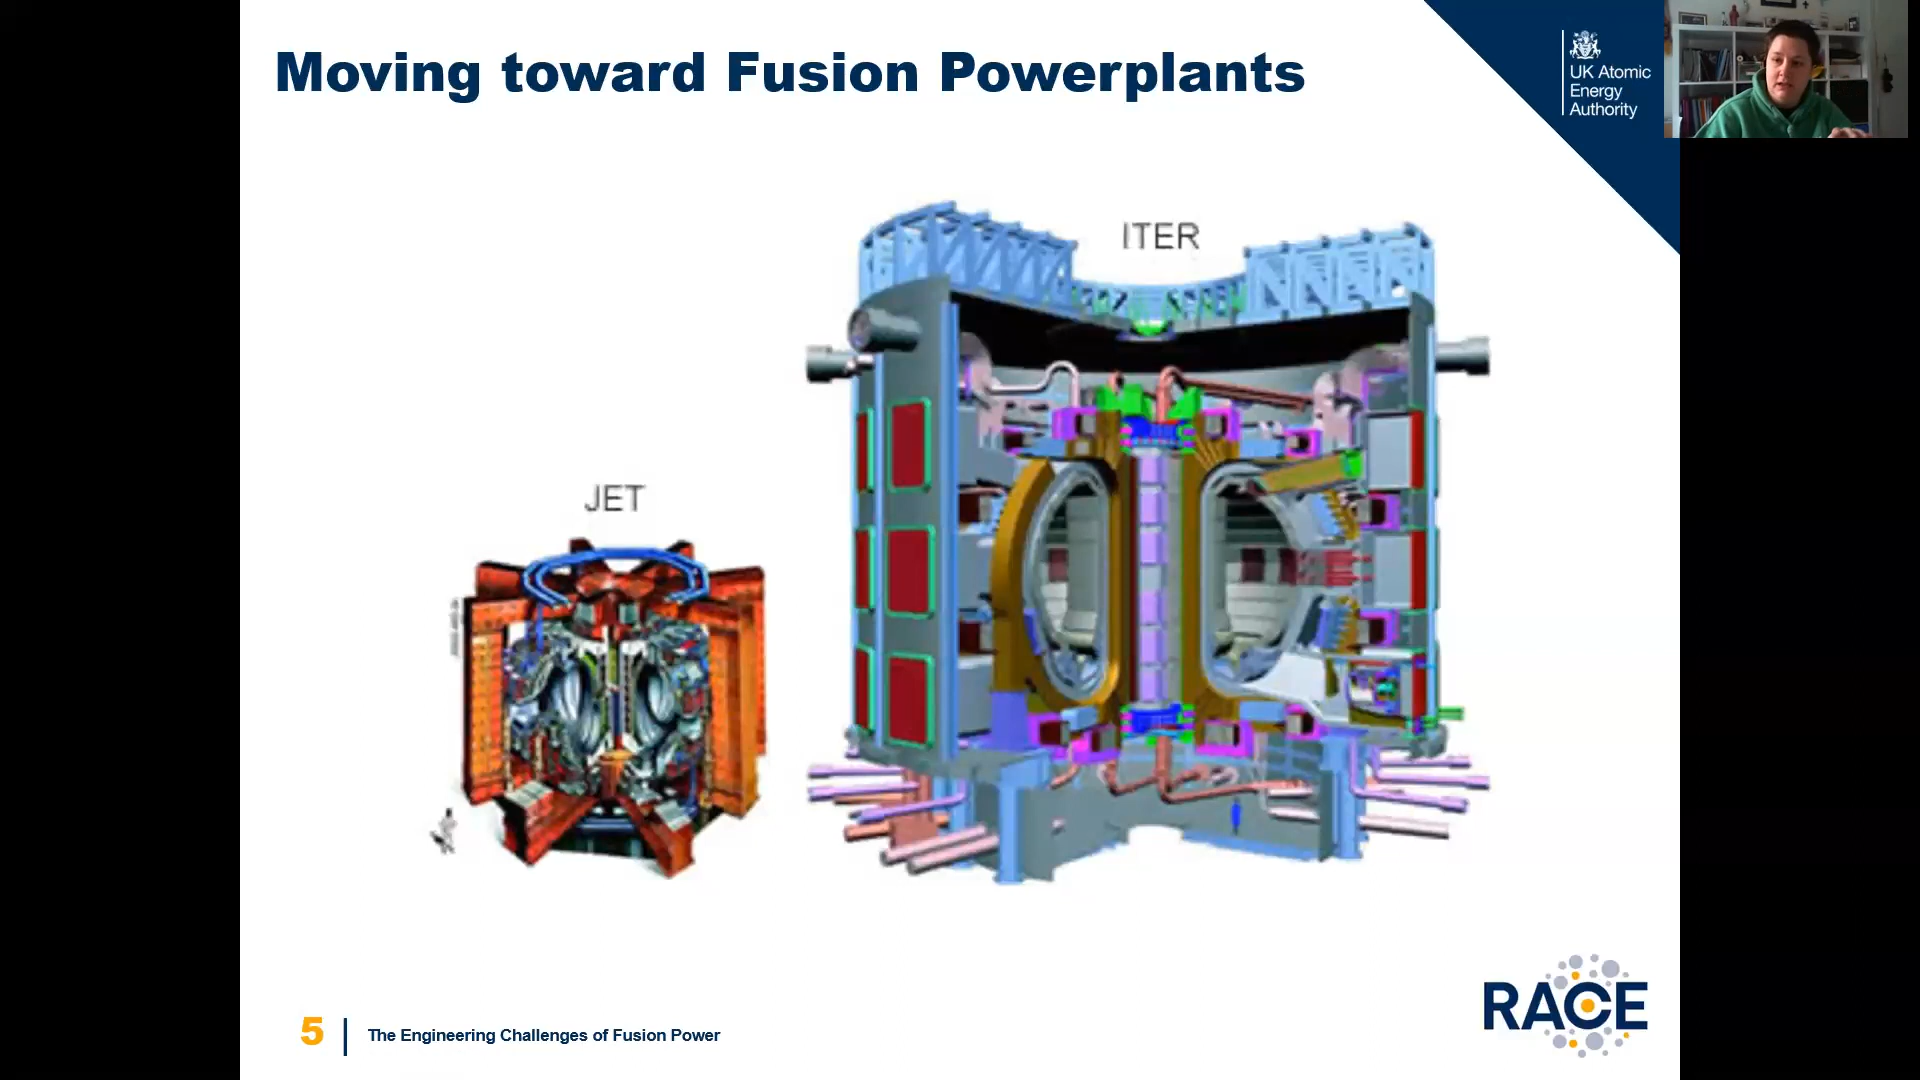 Moving toward Fusion Powerplants
UK Atomic
Energy
Authority
ITER
JET
RACE
5
The Engineering Challenges of Fusion Power